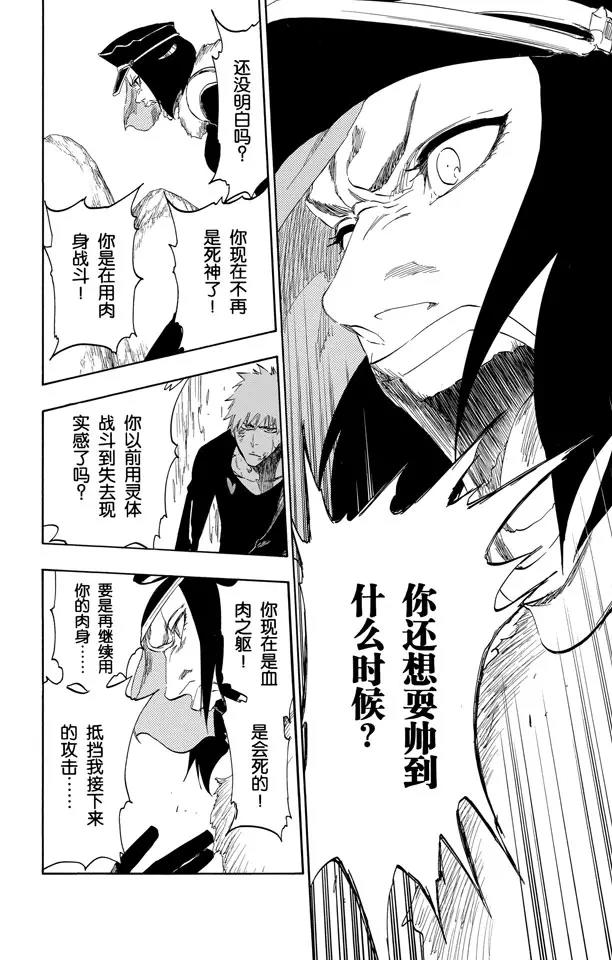 你还想耍帅到
什么时候？
还没明白吗？
你现在不再
是死神了！
你是在用肉
身战斗！
你以前用灵体
战斗到失去现
实感了吗？
你现在是血
肉之躯！
是会死的！
要是再继续用
你的肉身……
抵挡我接下来
的攻击……